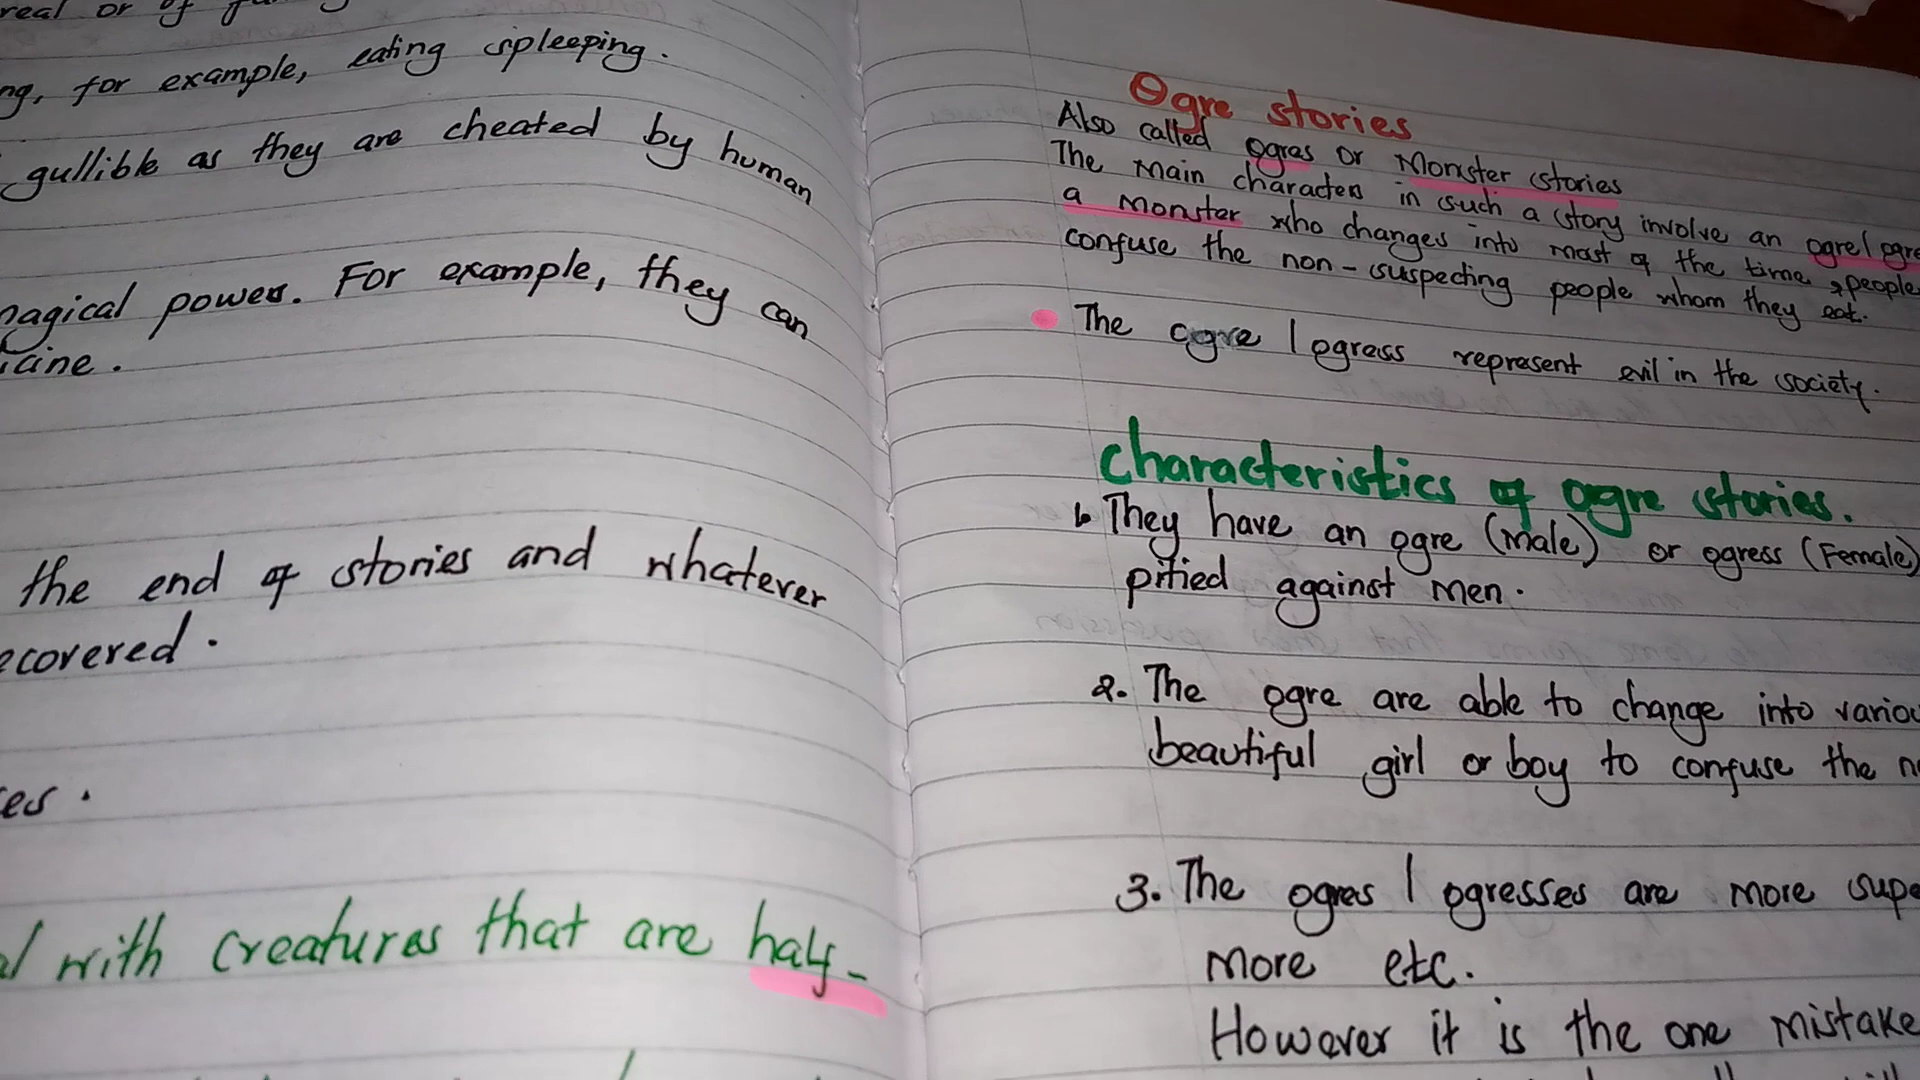 real or of
ng, for example, eating spleeping.
gullible as they are cheated by human
magical power. For example, they can
icine.
the end of stories and whatever
ecovered.
es.
with creatures that are half-
Ogre stories
Also called ogres or Monster stories
The main characters in such a story involve an ogre/ogre
a monster who changes into most of the time, people
confuse the non-suspecting people whom they eat.
The ogre/ogress represent evil in the society.
Characteristics of ogre stories.
1. They have an ogre (male) or ogress (Female)
pitied against men.
2. The ogre are able to change into variou
beautiful girl or boy to confuse the n
3. The ogres/ogresses are more supe
more etc.
However it is the one mistake